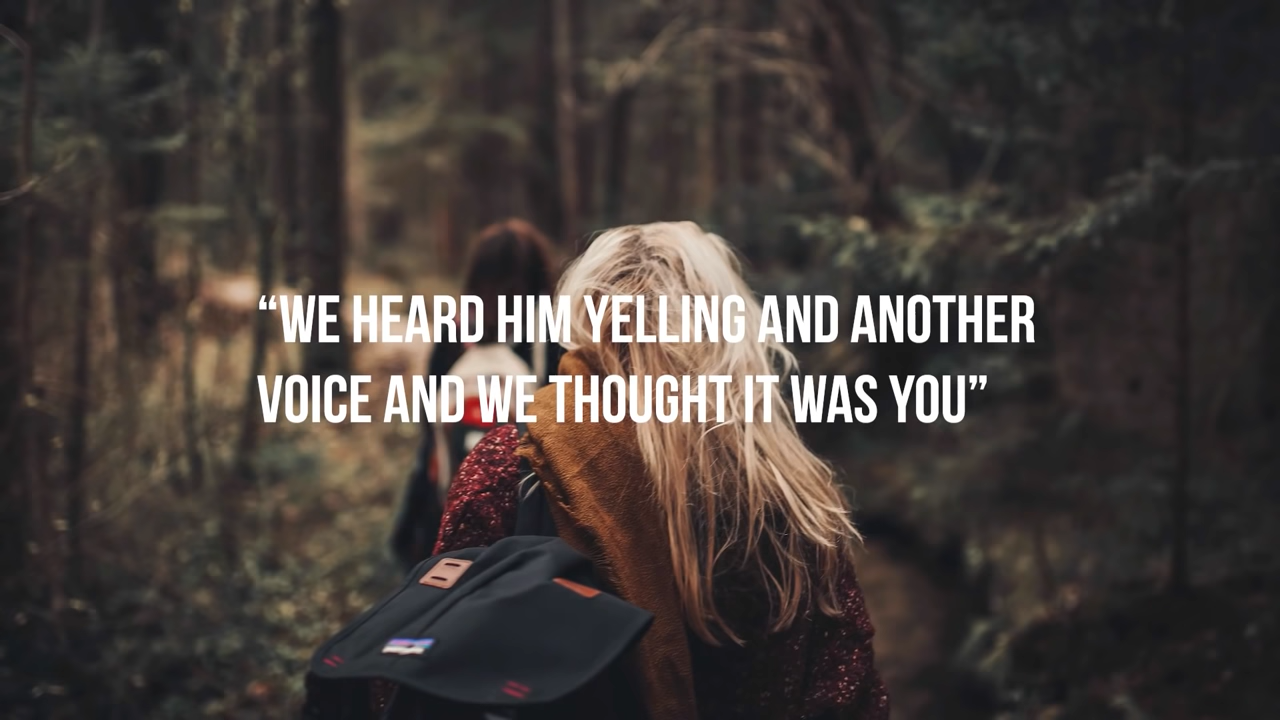 “WE HEARD HIM YELLING AND ANOTHER
VOICE AND WE THOUGHT IT WAS YOU”